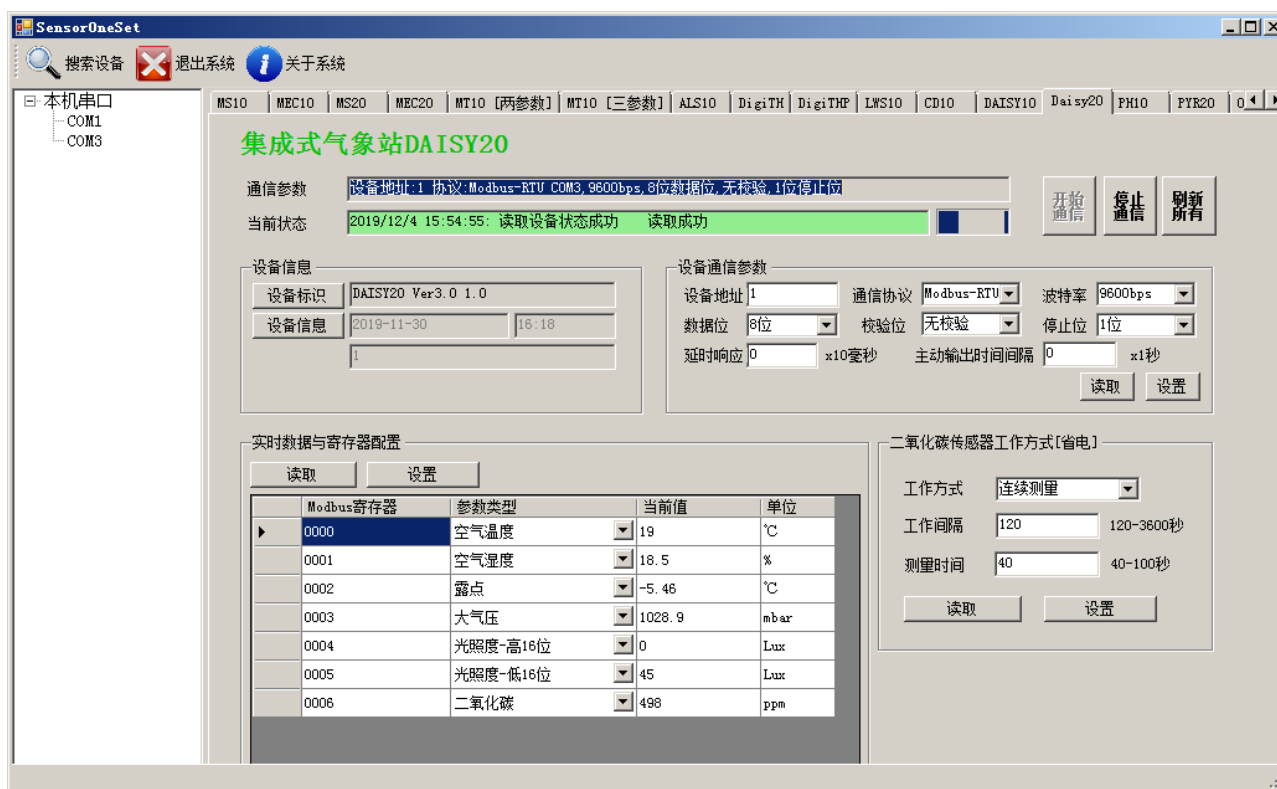 SensorOneSet
搜索设备 退出系统 关于系统
本机串口
COM1
COM3
MS10 MEC10 MS20 MEC20 MT10 [两参数] MT10 [三参数] ALS10 DigiTH DigiTHP LWS10 CD10 DAISY10 Daisy20 PH10 PYR20
集成式气象站DAISY20
通信参数 设备地址:1 协议:Modbus-RTU COM3,9600bps,8位数据位,无校验,1位停止位
当前状态 2019/12/4 15:54:55: 读取设备状态成功 读取成功
开始通信 停止通信 刷新所有
设备信息
设备标识 DAISY20 Ver3.0 1.0
设备信息 2019-11-30 16:18
1
设备通信参数
设备地址 1 通信协议 Modbus-RTU 波特率 9600bps
数据位 8位 校验位 无校验 停止位 1位
延时响应 0 x10毫秒 主动输出时间间隔 0 x1秒
读取 设置
实时数据与寄存器配置
读取 设置
Modbus寄存器 参数类型 当前值 单位
0000 空气温度 19 ℃
0001 空气湿度 18.5 %
0002 露点 -5.46 ℃
0003 大气压 1028.9 mbar
0004 光照度-高16位 0 Lux
0005 光照度-低16位 45 Lux
0006 二氧化碳 498 ppm
二氧化碳传感器工作方式[省电]
工作方式 连续测量
工作间隔 120 120-3600秒
测量时间 40 40-100秒
读取 设置